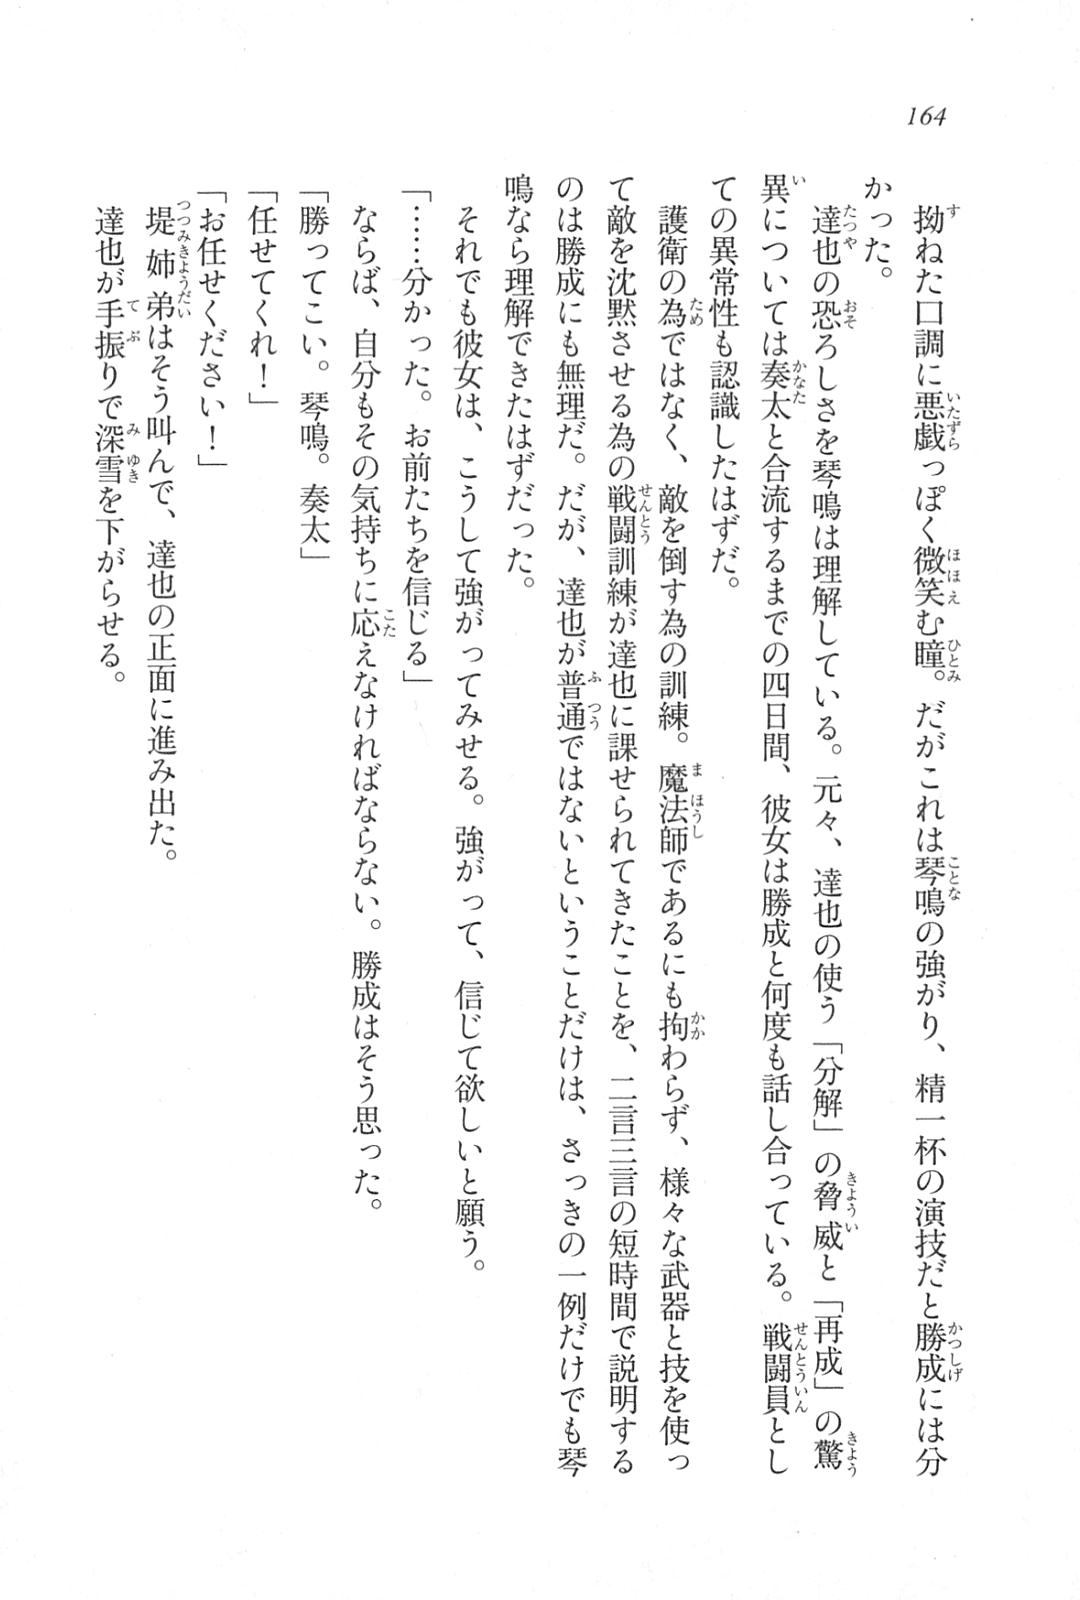 164
拗ねた口調に悪戯っぽく微笑む瞳。だがこれは琴鳴の強がり、精一杯の演技だと勝成には分
かった。
達也の恐ろしさを琴鳴は理解している。元々、達也の使う「分解」の脅威と「再成」の驚
異については奏太と合流するまでの四日間、彼女は勝成と何度も話し合っている。戦闘員とし
ての異常性も認識したはずだ。
護衛の為ではなく、敵を倒す為の訓練。魔法師であるにも拘わらず、様々な武器と技を使っ
て敵を沈黙させる為の戦闘訓練が達也に課せられてきたことを、二言三言の短時間で説明する
のは勝成にも無理だ。だが、達也が普通ではないということだけは、さっきの一例だけでも琴
鳴なら理解できたはずだった。
それでも彼女は、こうして強がってみせる。強がって、信じて欲しいと願う。
「……分かった。お前たちを信じる」
ならば、自分もその気持ちに応えなければならない。勝成はそう思った。
「勝ってこい。琴鳴。奏太」
「任せてくれ！」
「お任せください！」
堤姉弟はそう叫んで、達也の正面に進み出た。
達也が手振りで深雪を下がらせる。